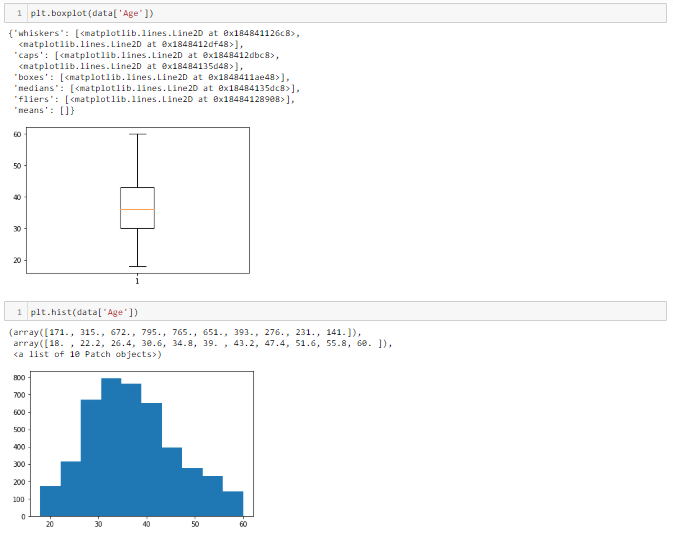 1 plt.boxplot(data['Age'])
{'whiskers': [<matplotlib.lines.Line2D at 0x184841126c8>,
<matplotlib.lines.Line2D at 0x1848412df48>],
'caps': [<matplotlib.lines.Line2D at 0x1848412dbc8>,
<matplotlib.lines.Line2D at 0x18484135d48>],
'boxes': [<matplotlib.lines.Line2D at 0x1848411ae48>],
'medians': [<matplotlib.lines.Line2D at 0x18484135dc8>],
'fliers': [<matplotlib.lines.Line2D at 0x18484128908>],
'means': []}
60
50
40
30
20
1
1 plt.hist(data['Age'])
(array([171., 315., 672., 795., 765., 651., 393., 276., 231., 141.]),
array([18. , 22.2, 26.4, 30.6, 34.8, 39. , 43.2, 47.4, 51.6, 55.8, 60. ]),
<a list of 10 Patch objects>)
800
700
600
500
400
300
200
100
0
20 30 40 50 60